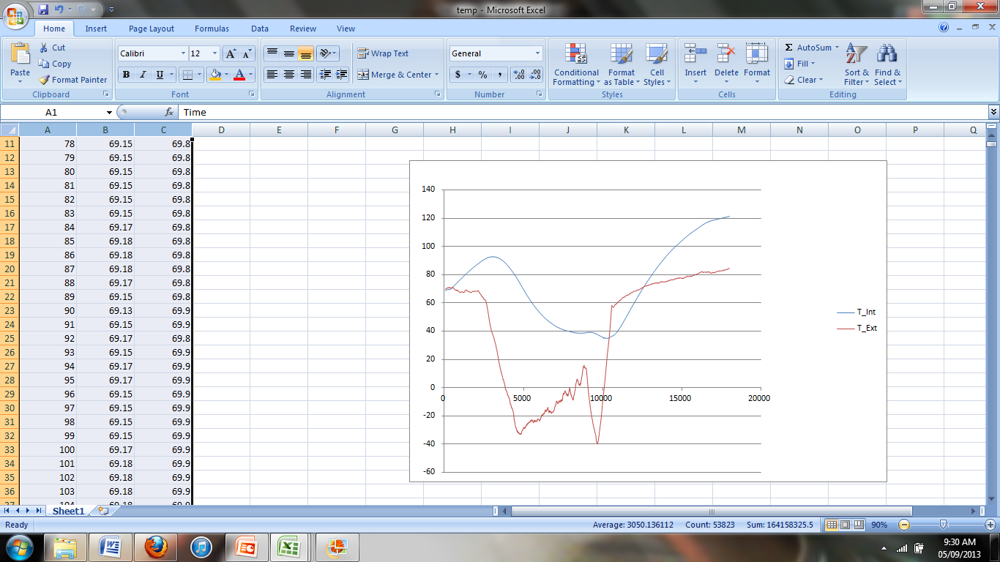 temp - Microsoft Excel
Home Insert Page Layout Formulas Data Review View
Paste
Cut
Copy
Format Painter
Clipboard
Calibri 12
B I U
Font
Wrap Text
Merge & Center
Alignment
General
$ % ,
Number
Conditional Formatting
Format as Table
Cell Styles
Styles
Insert Delete Format
Cells
AutoSum
Fill
Clear
Sort & Filter
Find & Select
Editing
A1 fx Time
A B C D E F G H I J K L M N O P Q
11 78 69.15 69.8
12 79 69.15 69.8
13 80 69.15 69.8
14 81 69.15 69.8
15 82 69.15 69.8
16 83 69.15 69.8
17 84 69.17 69.8
18 85 69.18 69.8
19 86 69.18 69.8
20 87 69.18 69.8
21 88 69.17 69.8
22 89 69.15 69.8
23 90 69.13 69.9
24 91 69.15 69.9
25 92 69.17 69.8
26 93 69.15 69.9
27 94 69.17 69.9
28 95 69.17 69.9
29 96 69.15 69.9
30 97 69.15 69.9
31 98 69.15 69.9
32 99 69.15 69.9
33 100 69.17 69.9
34 101 69.18 69.9
35 102 69.18 69.9
36 103 69.18 69.9
37 104 69.18 69.9
140
120
100
80
60
40
20
0
-20
-40
-60
0 5000 10000 15000 20000
T_Int
T_Ext
Sheet1
Ready Average: 3050.136112 Count: 53823 Sum: 164158325.5 90%
9:30 AM
05/09/2013